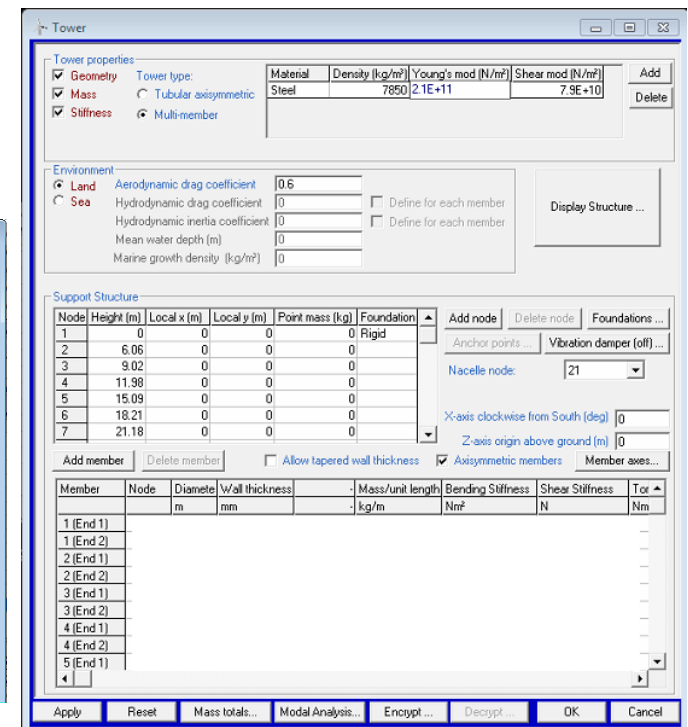 Tower
Tower properties
Geometry Tower type:
Mass Tubular axisymmetric
Stiffness Multi-member
Material Density (kg/m³) Young's mod (N/m²) Shear mod (N/m²)
Steel 7850 2.1E+11 7.9E+10
Add
Delete
Environment
Land Aerodynamic drag coefficient 0.6
Sea Hydrodynamic drag coefficient 0 Define for each member
Hydrodynamic inertia coefficient 0 Define for each member
Mean water depth (m) 0
Marine growth density (kg/m³) 0
Display Structure ...
Support Structure
Node Height (m) Local x (m) Local y (m) Point mass (kg) Foundation
1 0 0 0 0 Rigid
2 6.06 0 0 0
3 9.02 0 0 0
4 11.98 0 0 0
5 15.09 0 0 0
6 18.21 0 0 0
7 21.18 0 0 0
Add node Delete node Foundations ...
Anchor points ... Vibration damper (off) ...
Nacelle node: 21
X-axis clockwise from South (deg) 0
Z-axis origin above ground (m) 0
Add member Delete member Allow tapered wall thickness Axisymmetric members Member axes...
Member Node Diamete Wall thickness - Mass/unit length Bending Stiffness Shear Stiffness Tor
m mm - kg/m Nm² N Nm
1 (End 1)
1 (End 2)
2 (End 1)
2 (End 2)
3 (End 1)
3 (End 2)
4 (End 1)
4 (End 2)
5 (End 1)
Apply Reset Mass totals... Modal Analysis... Encrypt ... Decrypt ... OK Cancel